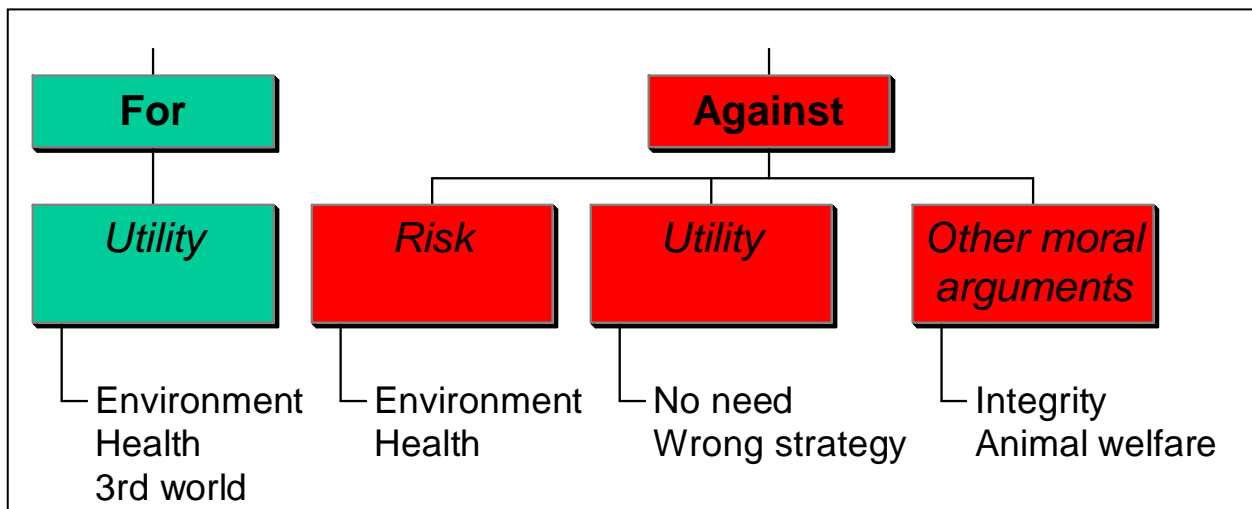 For
Against
Utility
Risk
Utility
Other moral
arguments
Environment
Health
3rd world
Environment
Health
No need
Wrong strategy
Integrity
Animal welfare